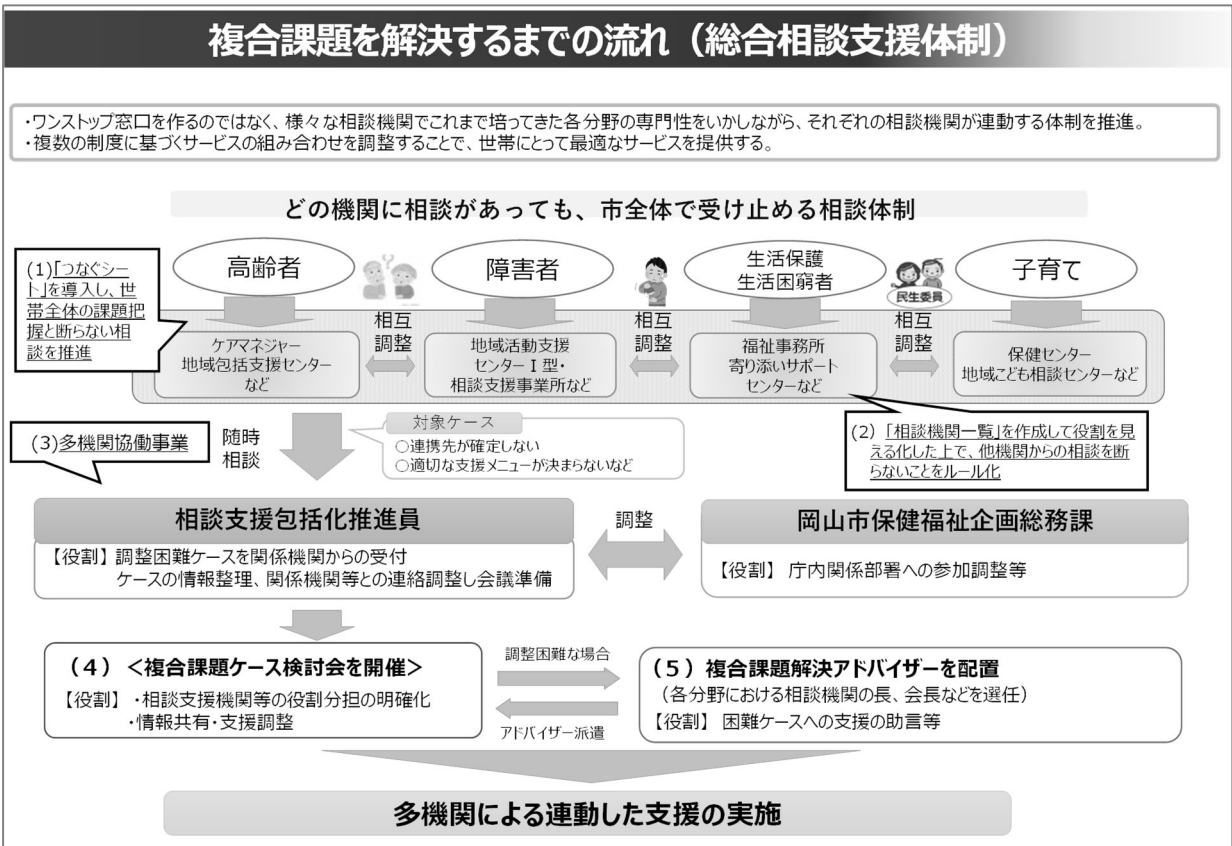 複合課題を解決するまでの流れ（総合相談支援体制）
・ワンストップ窓口を作るのではなく、様々な相談機関でこれまで培ってきた各分野の専門性をいかしながら、それぞれの相談機関が連動する体制を推進。
・複数の制度に基づくサービスの組み合わせを調整することで、世帯にとって最適なサービスを提供する。
どの機関に相談があっても、市全体で受け止める相談体制
(1)「つなぐシー
ト」を導入し、世
帯全体の課題把
握と断らない相
談を推進
高齢者
障害者
生活保護
生活困窮者
民生委員
子育て
ケアマネジャー
地域包括支援センター
など
相互
調整
地域活動支援
センターⅠ型・
相談支援事業所など
相互
調整
福祉事務所
寄り添いサポート
センターなど
相互
調整
保健センター
地域こども相談センターなど
(3)多機関協働事業
随時
相談
対象ケース
○連携先が確定しない
○適切な支援メニューが決まらないなど
(2) 「相談機関一覧」を作成して役割を見
える化した上で、他機関からの相談を断
らないことをルール化
相談支援包括化推進員
【役割】 調整困難ケースを関係機関からの受付
ケースの情報整理、関係機関等との連絡調整し会議準備
調整
岡山市保健福祉企画総務課
【役割】 庁内関係部署への参加調整等
（4）＜複合課題ケース検討会を開催＞
【役割】 ・相談支援機関等の役割分担の明確化
・情報共有・支援調整
調整困難な場合
アドバイザー派遣
（5）複合課題解決アドバイザーを配置
（各分野における相談機関の長、会長などを選任）
【役割】 困難ケースへの支援の助言等
多機関による連動した支援の実施